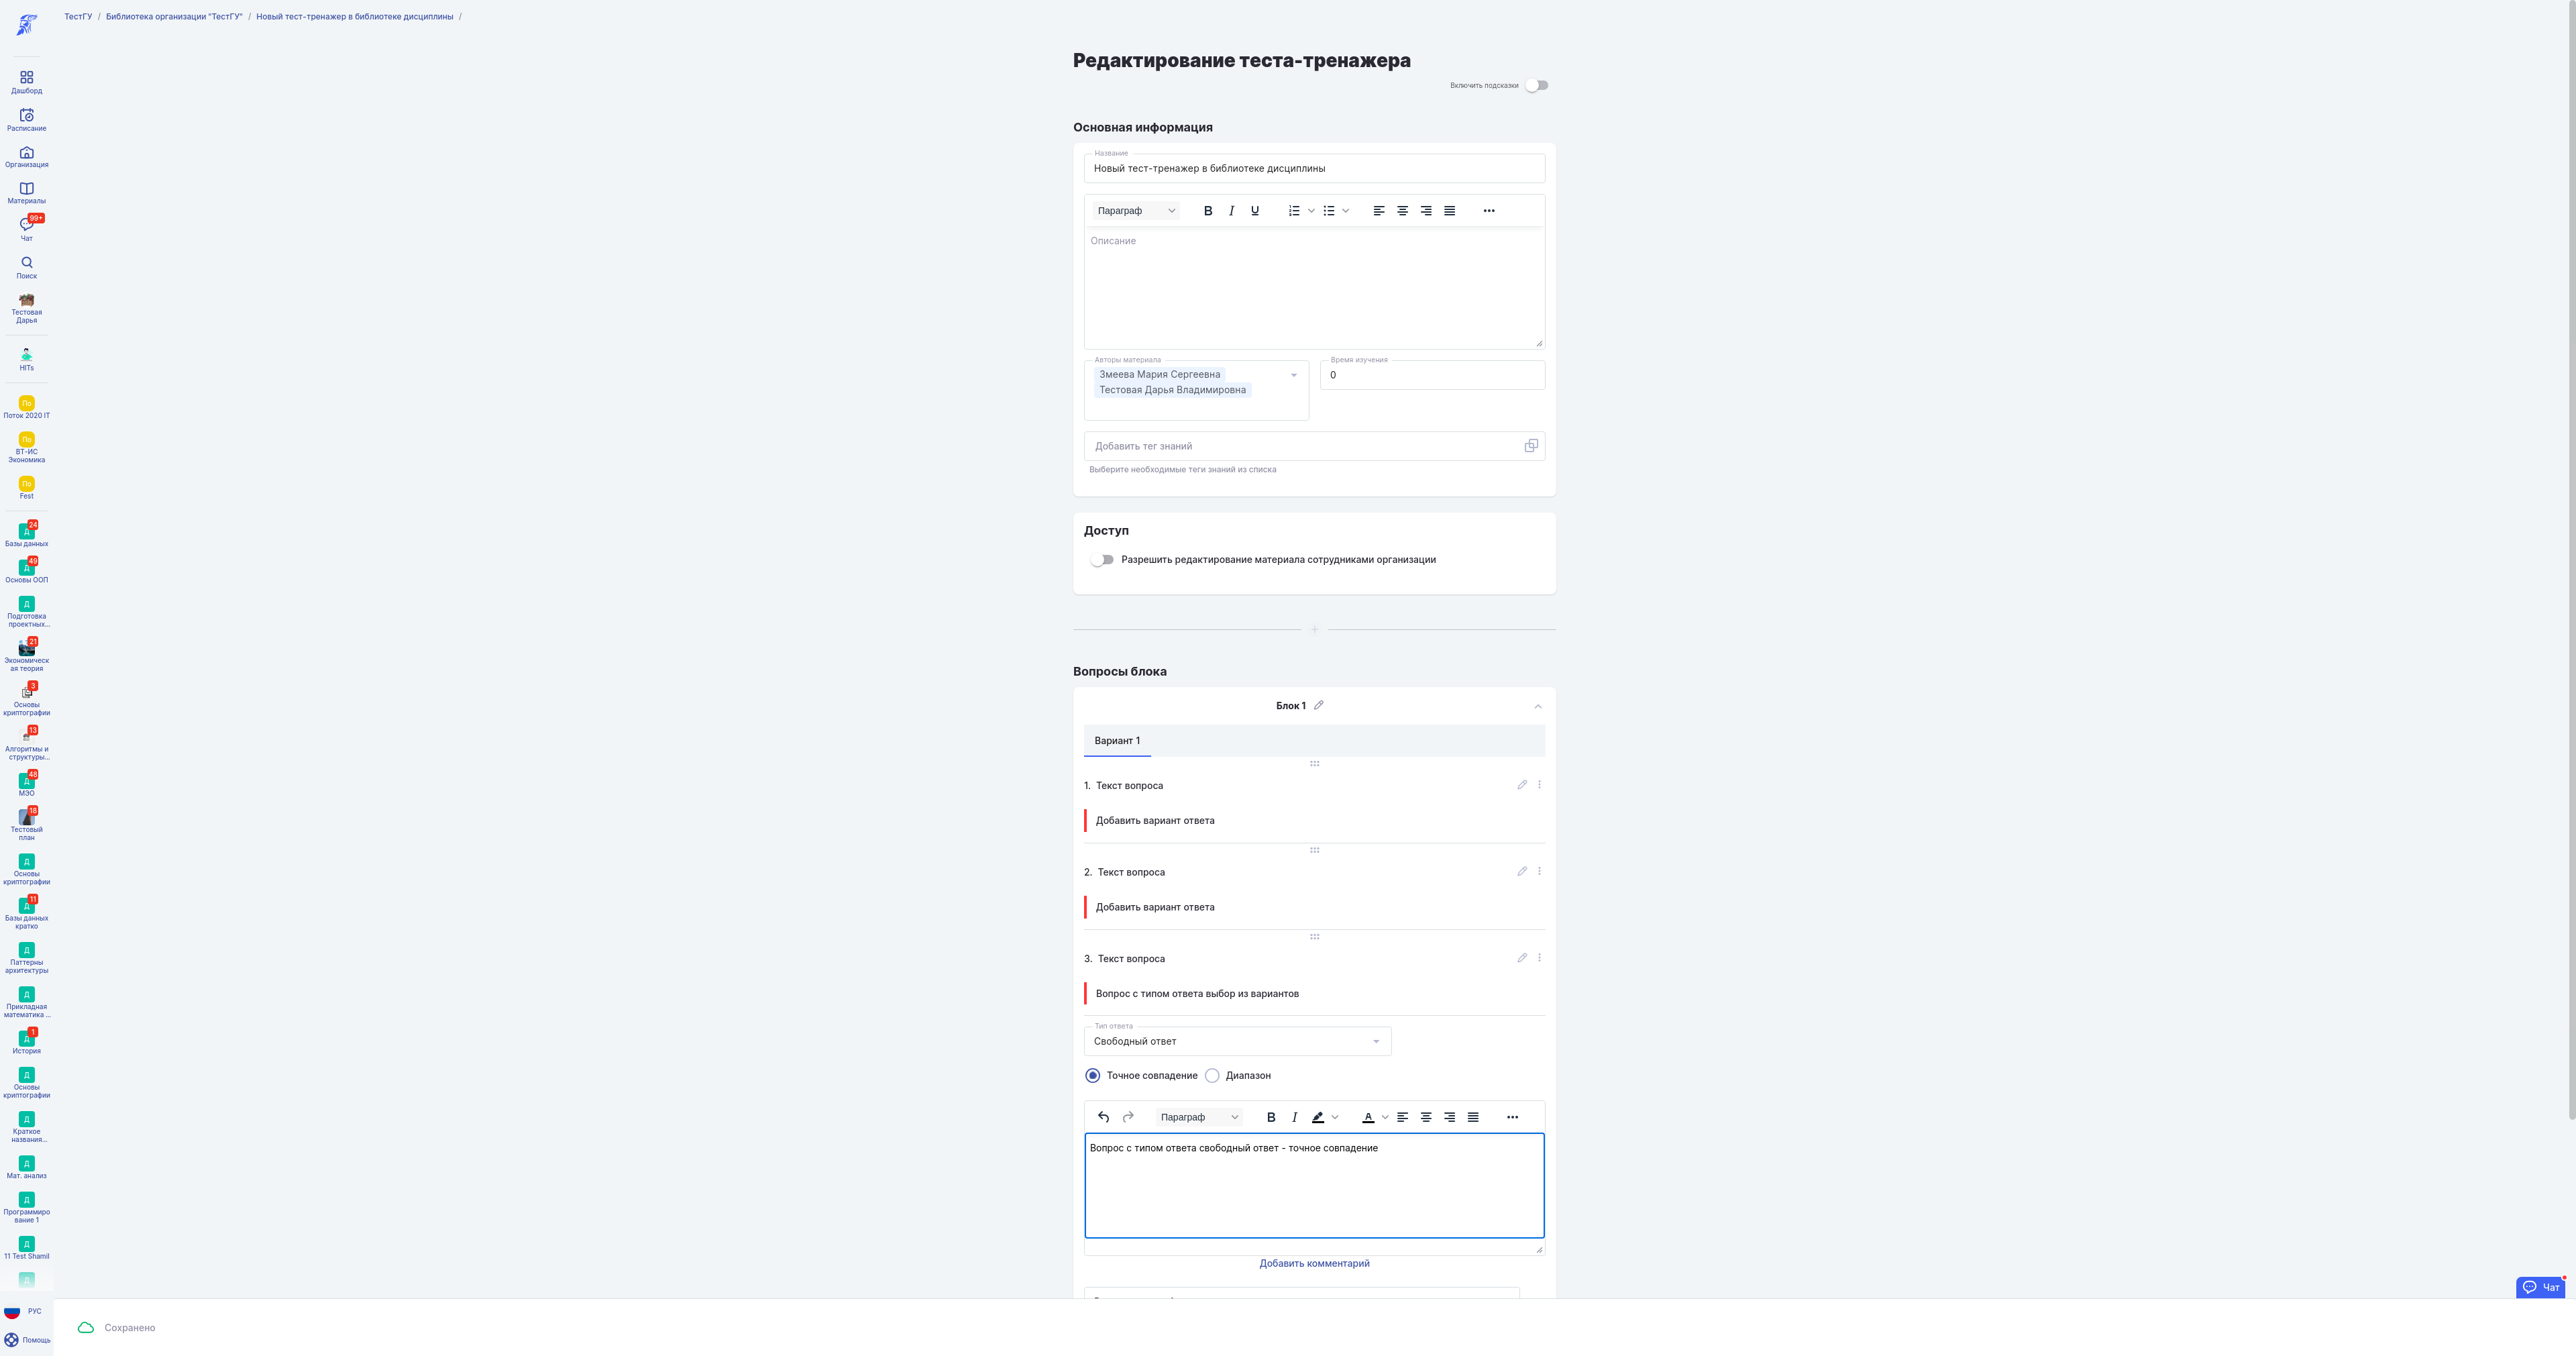 ТестГУ / Библиотека организации "ТестГУ" / Новый тест-тренажер в библиотеке дисциплины /
Дашборд
Расписание
Организация
Материалы
99+
Чат
Поиск
Тестовая
Дарья
HITs
По
Поток 2020 IT
По
ВТ-ИС
Экономика
По
Fest
24
Д
Базы данных
49
Д
Основы ООП
Д
Подготовка
проектных...
21
Экономическ
ая теория
3
Основы
криптографии
13
Алгоритмы и
структуры...
48
Д
МЭО
18
Тестовый
план
Д
Основы
криптографии
11
Д
Базы данных
кратко
Д
Паттерны
архитектуры
Д
Прикладная
математика ...
1
Д
История
Д
Основы
криптографии
Д
Краткое
названия...
Д
Мат. анализ
Д
Программиро
вание 1
Д
11 Test Shamil
Д
РУС
Помощь
Редактирование теста-тренажера
Включить подсказки
Основная информация
Название
Новый тест-тренажер в библиотеке дисциплины
Параграф
Описание
Авторы материала
Змеева Мария Сергеевна
Тестовая Дарья Владимировна
Время изучения
0
Добавить тег знаний
Выберите необходимые теги знаний из списка
Доступ
Разрешить редактирование материала сотрудниками организации
Вопросы блока
Блок 1
Вариант 1
1. Текст вопроса
Добавить вариант ответа
2. Текст вопроса
Добавить вариант ответа
3. Текст вопроса
Вопрос с типом ответа выбор из вариантов
Тип ответа
Свободный ответ
Точное совпадение Диапазон
Параграф
Вопрос с типом ответа свободный ответ - точное совпадение
Добавить комментарий
Чат
Сохранено